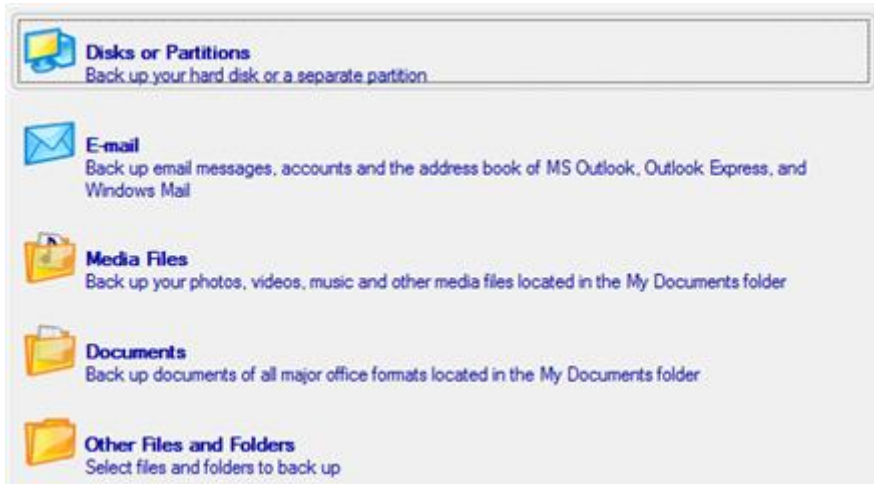 Disks or Partitions
Back up your hard disk or a separate partition
E-mail
Back up email messages, accounts and the address book of MS Outlook, Outlook Express, and
Windows Mail
Media Files
Back up your photos, videos, music and other media files located in the My Documents folder
Documents
Back up documents of all major office formats located in the My Documents folder
Other Files and Folders
Select files and folders to back up